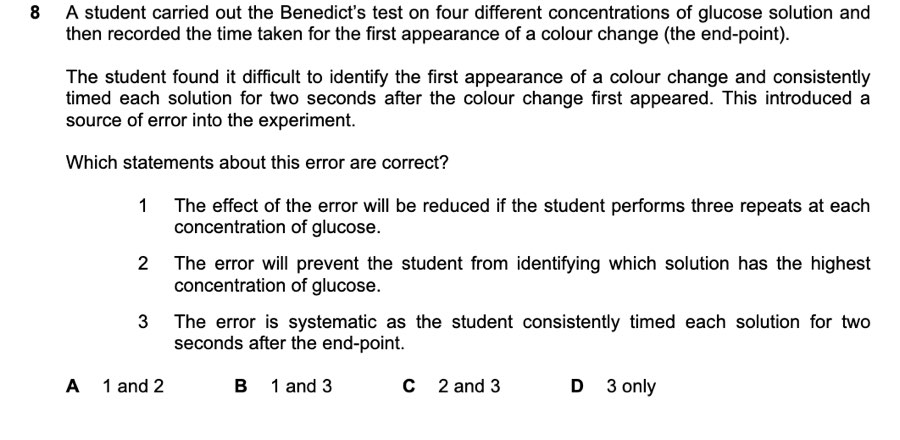 8 A student carried out the Benedict's test on four different concentrations of glucose solution and
then recorded the time taken for the first appearance of a colour change (the end-point).
The student found it difficult to identify the first appearance of a colour change and consistently
timed each solution for two seconds after the colour change first appeared. This introduced a
source of error into the experiment.
Which statements about this error are correct?
1 The effect of the error will be reduced if the student performs three repeats at each
concentration of glucose.
2 The error will prevent the student from identifying which solution has the highest
concentration of glucose.
3 The error is systematic as the student consistently timed each solution for two
seconds after the end-point.
A 1 and 2 B 1 and 3 C 2 and 3 D 3 only